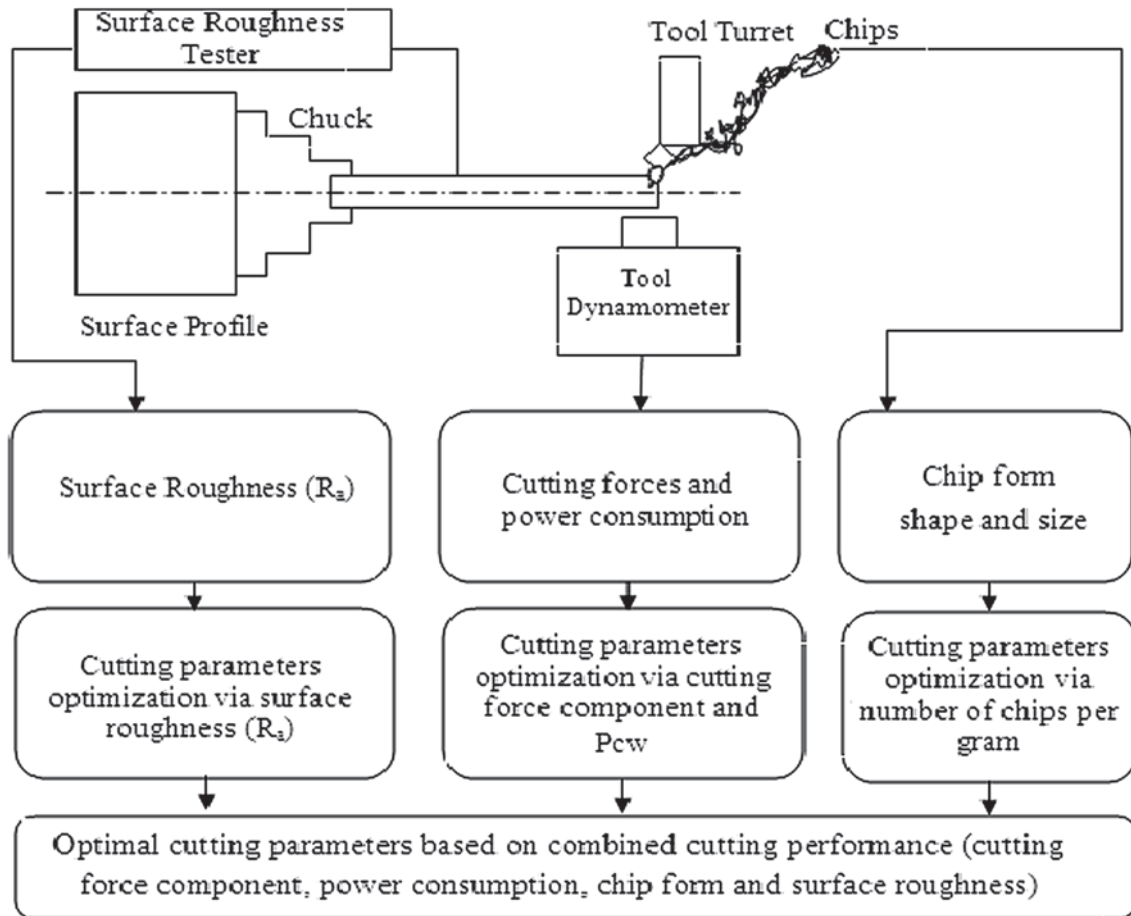 Surface Roughness
Tester
Tool Turret
Chips
Chuck
Tool
Dynamometer
Surface Profile
Surface Roughness (Rₐ)
Cutting forces and
power consumption
Chip form
shape and size
Cutting parameters
optimization via surface
roughness (Rₐ)
Cutting parameters
optimization via cutting
force component and
Pcw
Cutting parameters
optimization via
number of chips per
gram
Optimal cutting parameters based on combined cutting performance (cutting
force component, power consumption, chip form and surface roughness)